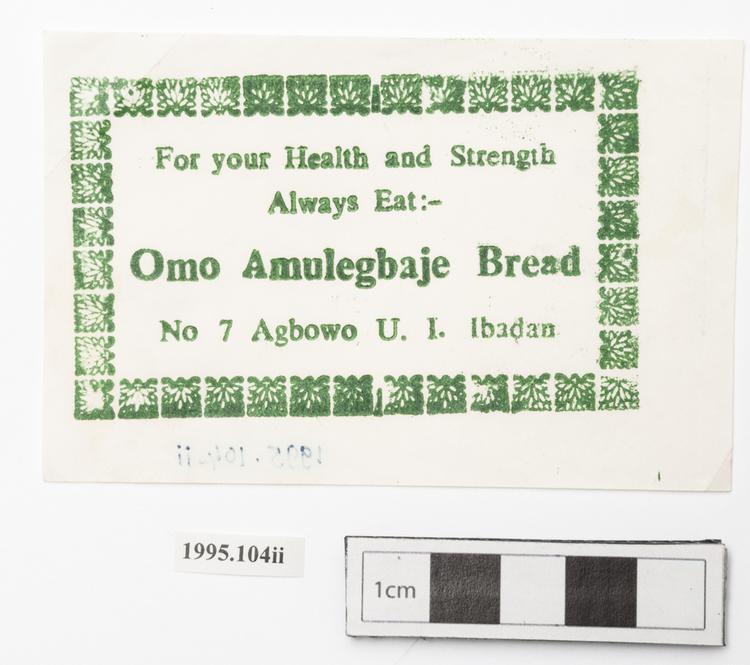 For your Health and Strength
Always Eat:-
Omo Amulegbaje Bread
No 7 Agbowo U. I. Ibadan
1995.104ii
1995.104ii
1cm